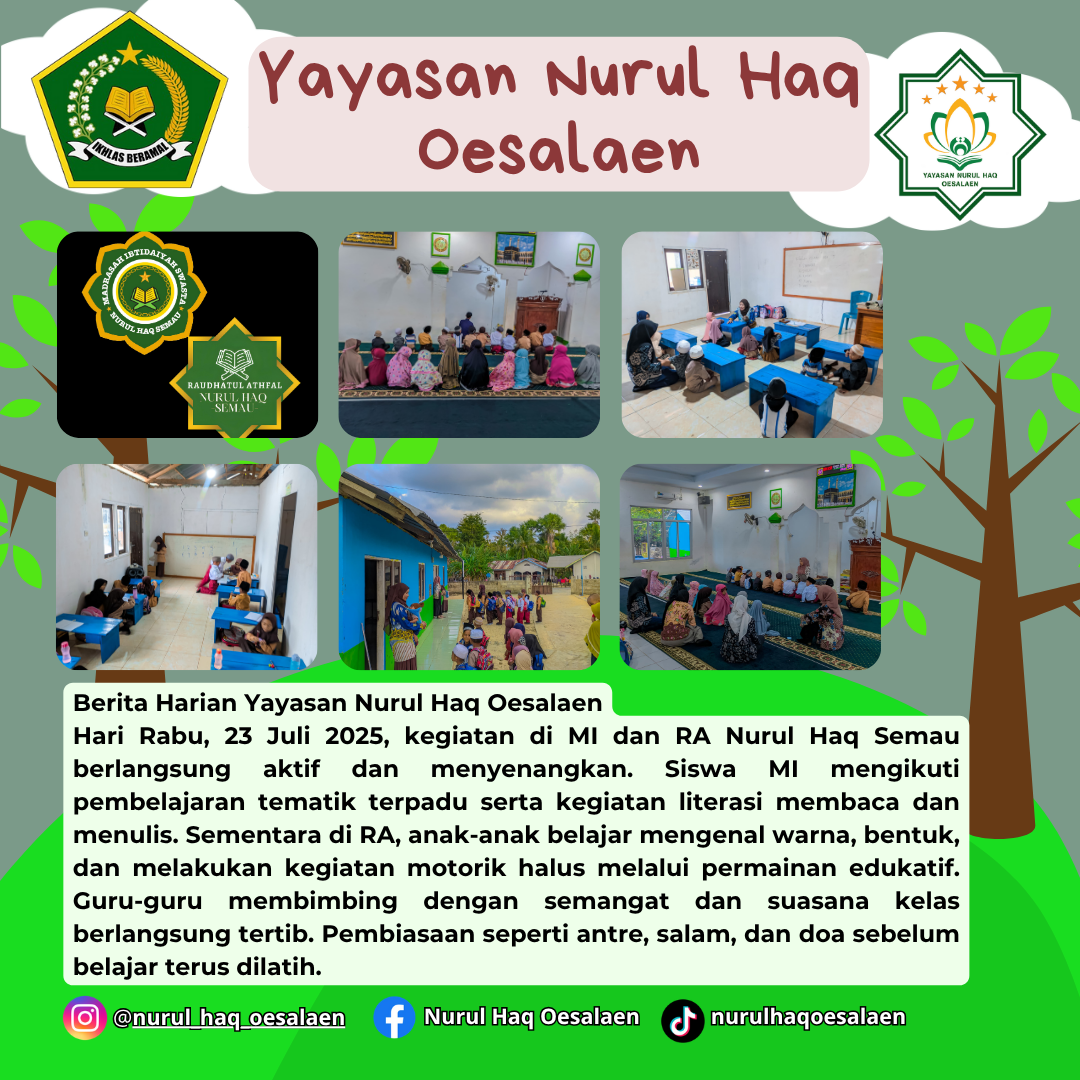 Yayasan Nurul Haq
Oesalaen
IKHLAS BERAMAL
YAYASAN NURUL HAQ
OESALAEN
MADRASAH IBTIDAIYAH SWASTA
NURUL HAQ SEMAU
RAUDHATUL ATHFAL
NURUL HAQ
SEMAU
Berita Harian Yayasan Nurul Haq Oesalaen
Hari Rabu, 23 Juli 2025, kegiatan di MI dan RA Nurul Haq Semau
berlangsung aktif dan menyenangkan. Siswa MI mengikuti
pembelajaran tematik terpadu serta kegiatan literasi membaca dan
menulis. Sementara di RA, anak-anak belajar mengenal warna, bentuk,
dan melakukan kegiatan motorik halus melalui permainan edukatif.
Guru-guru membimbing dengan semangat dan suasana kelas
berlangsung tertib. Pembiasaan seperti antre, salam, dan doa sebelum
belajar terus dilatih.
@nurul_haq_oesalaen
Nurul Haq Oesalaen
nurulhaqoesalaen